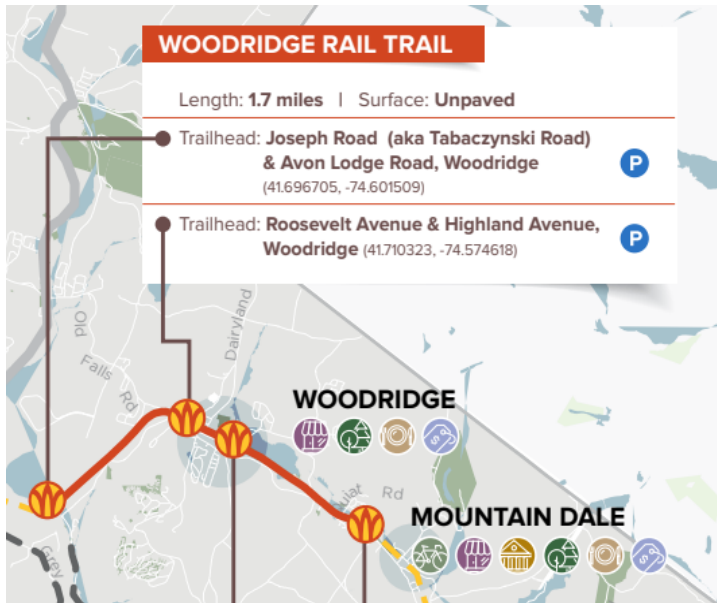 WOODRIDGE RAIL TRAIL
Length: 1.7 miles | Surface: Unpaved
Trailhead: Joseph Road (aka Tabaczynski Road)
& Avon Lodge Road, Woodridge
(41.696705, -74.601509)
P
Trailhead: Roosevelt Avenue & Highland Avenue,
Woodridge (41.710323, -74.574618)
P
Old
Falls
Rd
Dairyland
WOODRIDGE
$
Rd
MOUNTAIN DALE
$
Grey